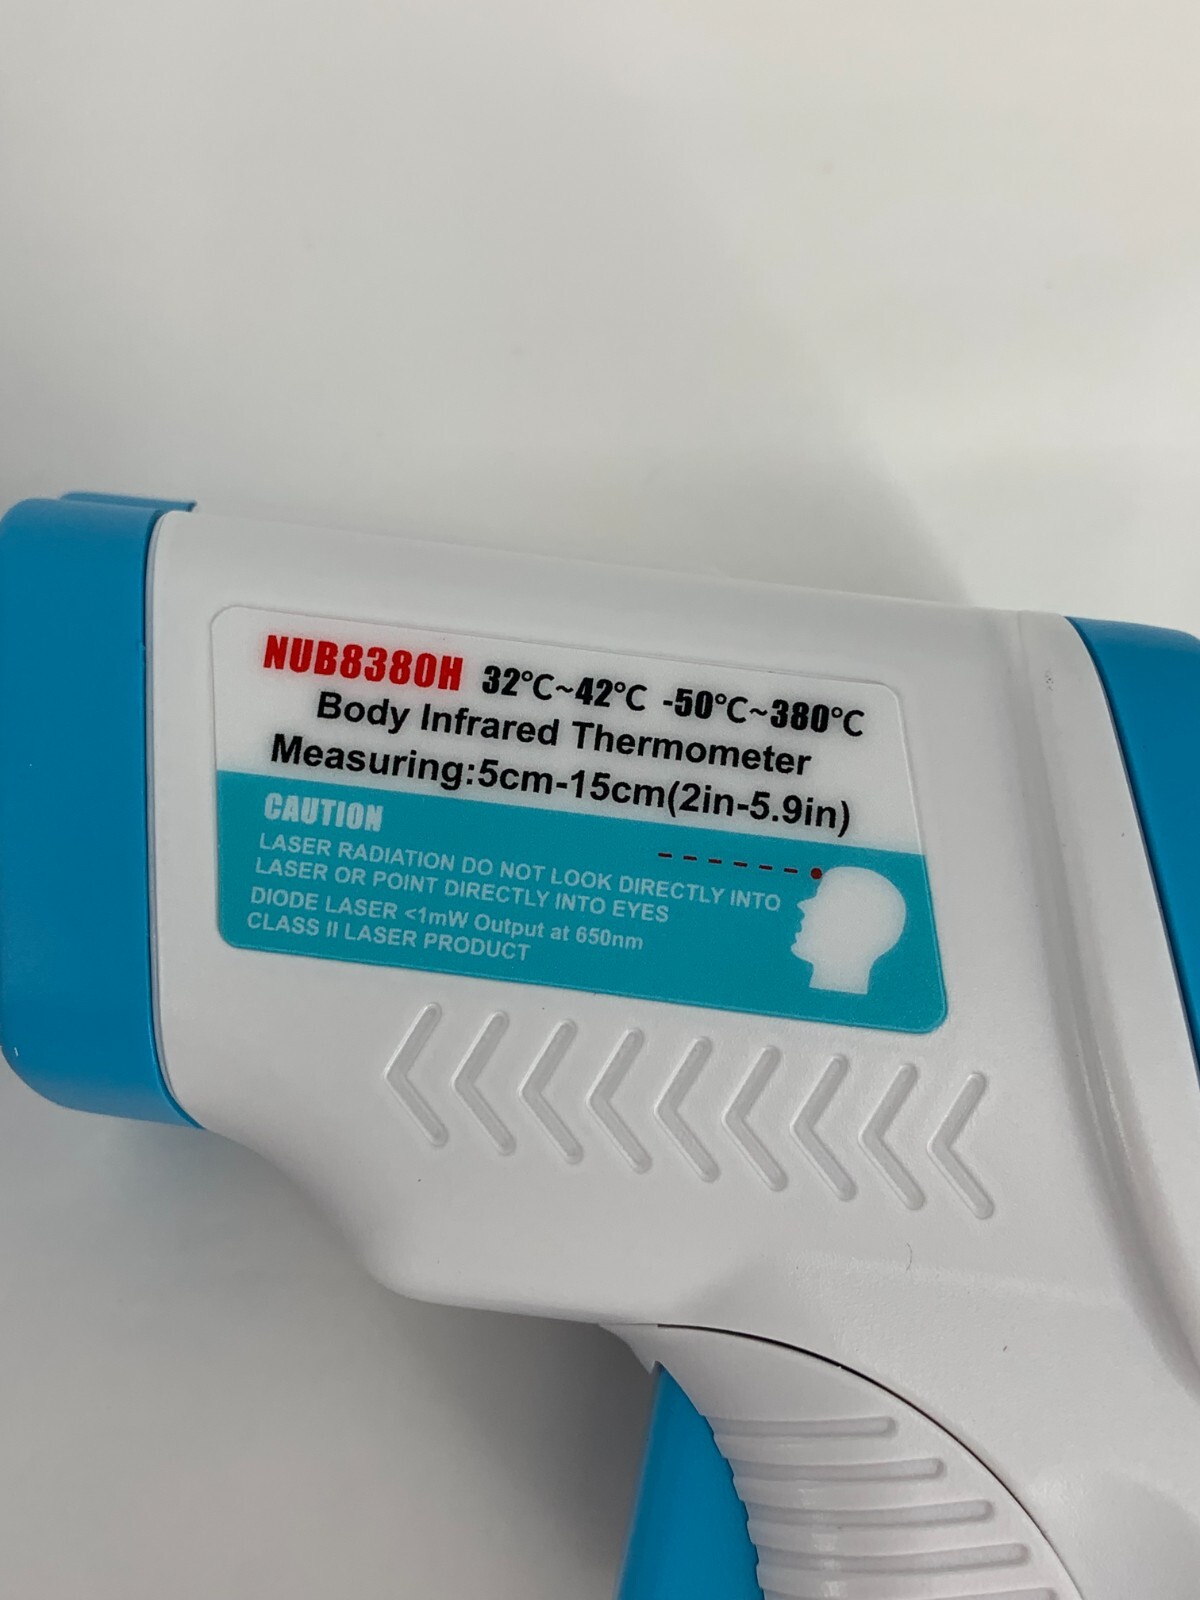 NUB8380H 32°C~42°C -50°C~380°C
Body Infrared Thermometer
Measuring:5cm-15cm(2in-5.9in)
CAUTION
LASER RADIATION DO NOT LOOK DIRECTLY INTO
LASER OR POINT DIRECTLY INTO EYES
DIODE LASER <1mW Output at 650nm
CLASS II LASER PRODUCT